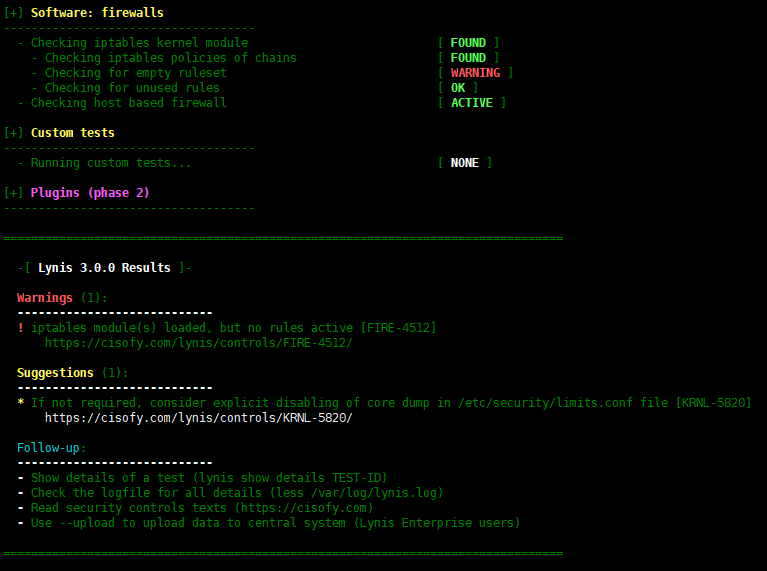 [+] Software: firewalls
------------------------------------
  - Checking iptables kernel module                           [ FOUND ]
    - Checking iptables policies of chains                    [ FOUND ]
    - Checking for empty ruleset                              [ WARNING ]
    - Checking for unused rules                               [ OK ]
  - Checking host based firewall                              [ ACTIVE ]
[+] Custom tests
------------------------------------
  - Running custom tests...                                   [ NONE ]
[+] Plugins (phase 2)
------------------------------------
================================================================================
  -[ Lynis 3.0.0 Results ]-
  Warnings (1):
  ----------------------------
  ! iptables module(s) loaded, but no rules active [FIRE-4512]
      https://cisofy.com/lynis/controls/FIRE-4512/
  Suggestions (1):
  ----------------------------
  * If not required, consider explicit disabling of core dump in /etc/security/limits.conf file [KRNL-5820]
      https://cisofy.com/lynis/controls/KRNL-5820/
  Follow-up:
  ----------------------------
  - Show details of a test (lynis show details TEST-ID)
  - Check the logfile for all details (less /var/log/lynis.log)
  - Read security controls texts (https://cisofy.com)
  - Use --upload to upload data to central system (Lynis Enterprise users)
================================================================================